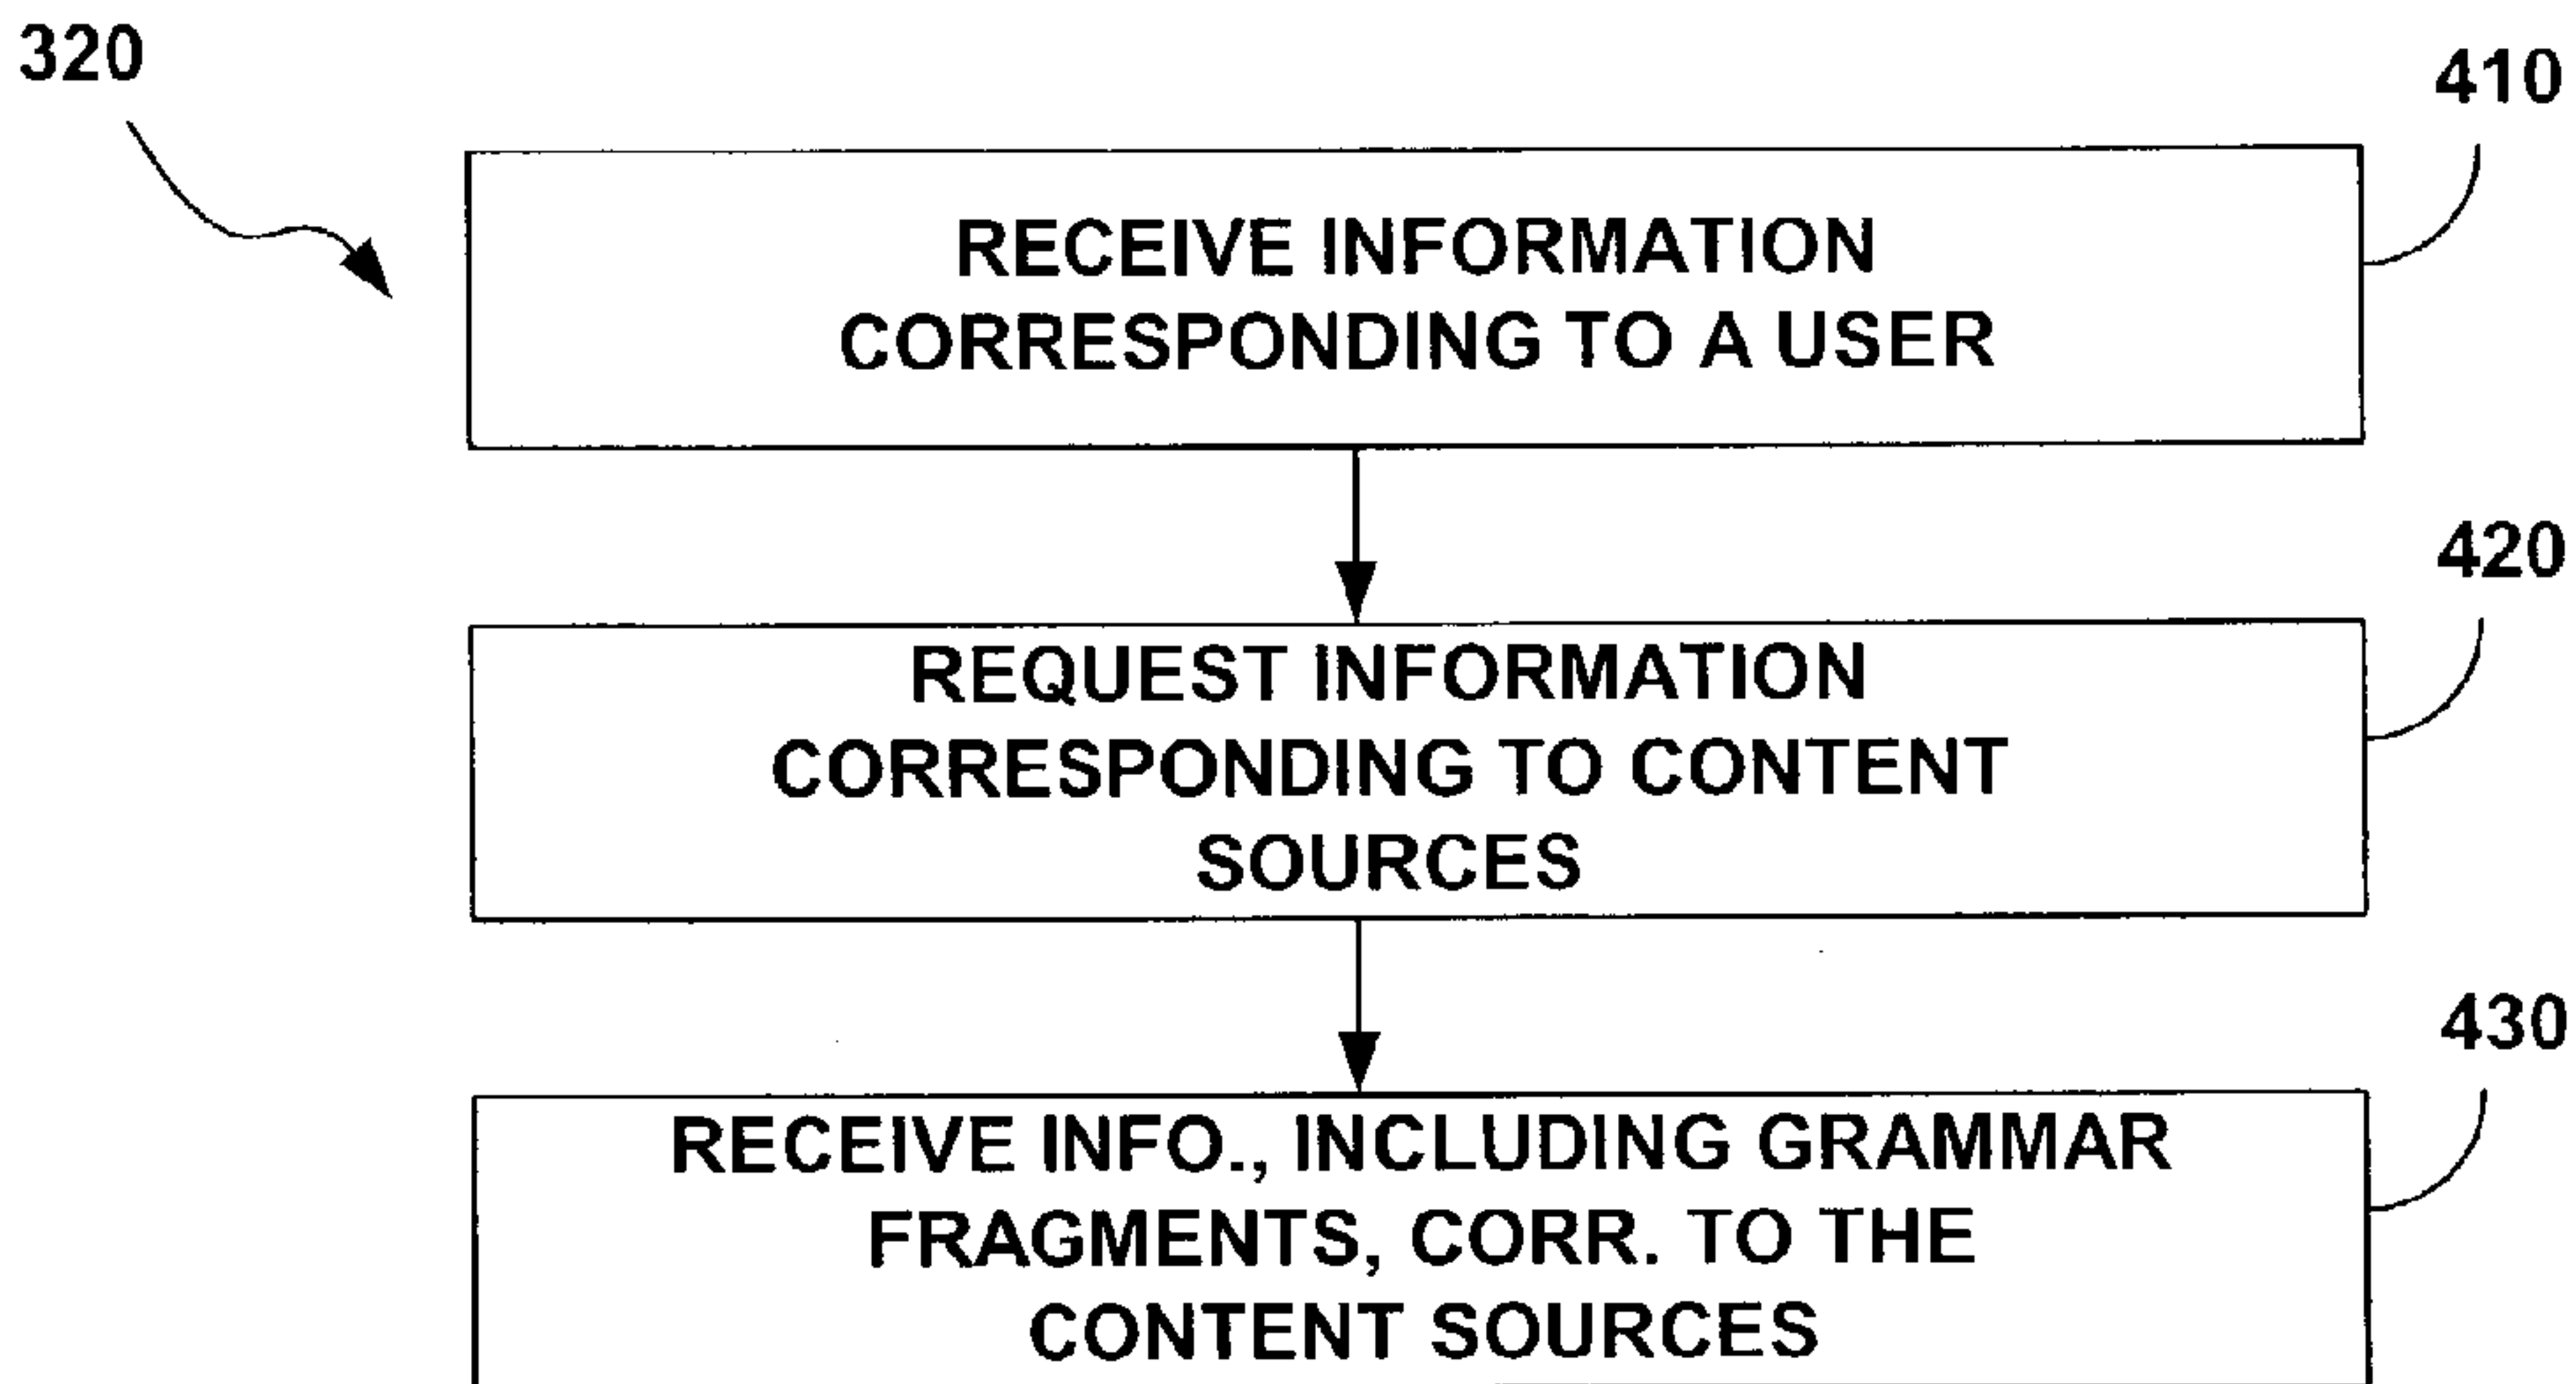 320
410
RECEIVE INFORMATION
CORRESPONDING TO A USER
420
REQUEST INFORMATION
CORRESPONDING TO CONTENT
SOURCES
430
RECEIVE INFO., INCLUDING GRAMMAR
FRAGMENTS, CORR. TO THE
CONTENT SOURCES